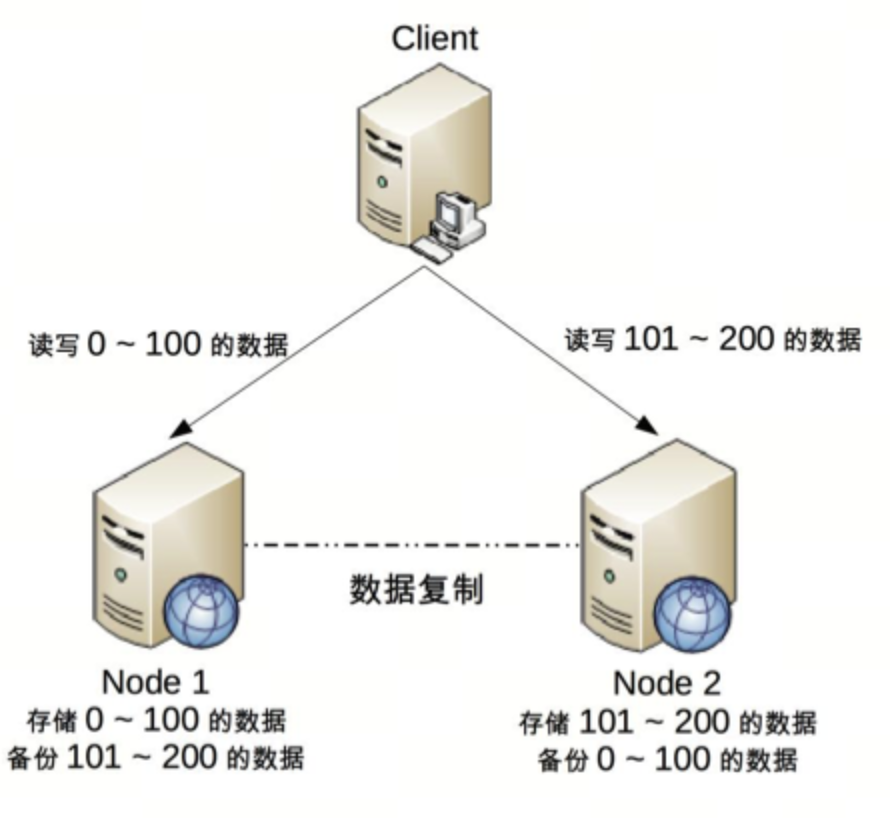 Client
读写 0 ~ 100 的数据
读写 101 ~ 200 的数据
数据复制
Node 1
存储 0 ~ 100 的数据
备份 101 ~ 200 的数据
Node 2
存储 101 ~ 200 的数据
备份 0 ~ 100 的数据